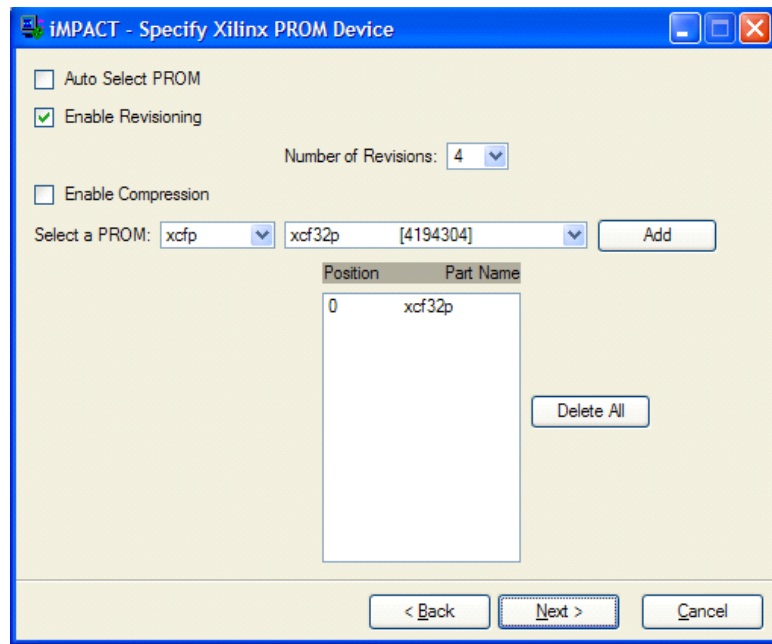 iMPACT - Specify Xilinx PROM Device
Auto Select PROM
Enable Revisioning
Number of Revisions: 4
Enable Compression
Select a PROM: xcfp xcf32p [4194304] Add
Position Part Name
0 xcf32p
Delete All
< Back Next > Cancel